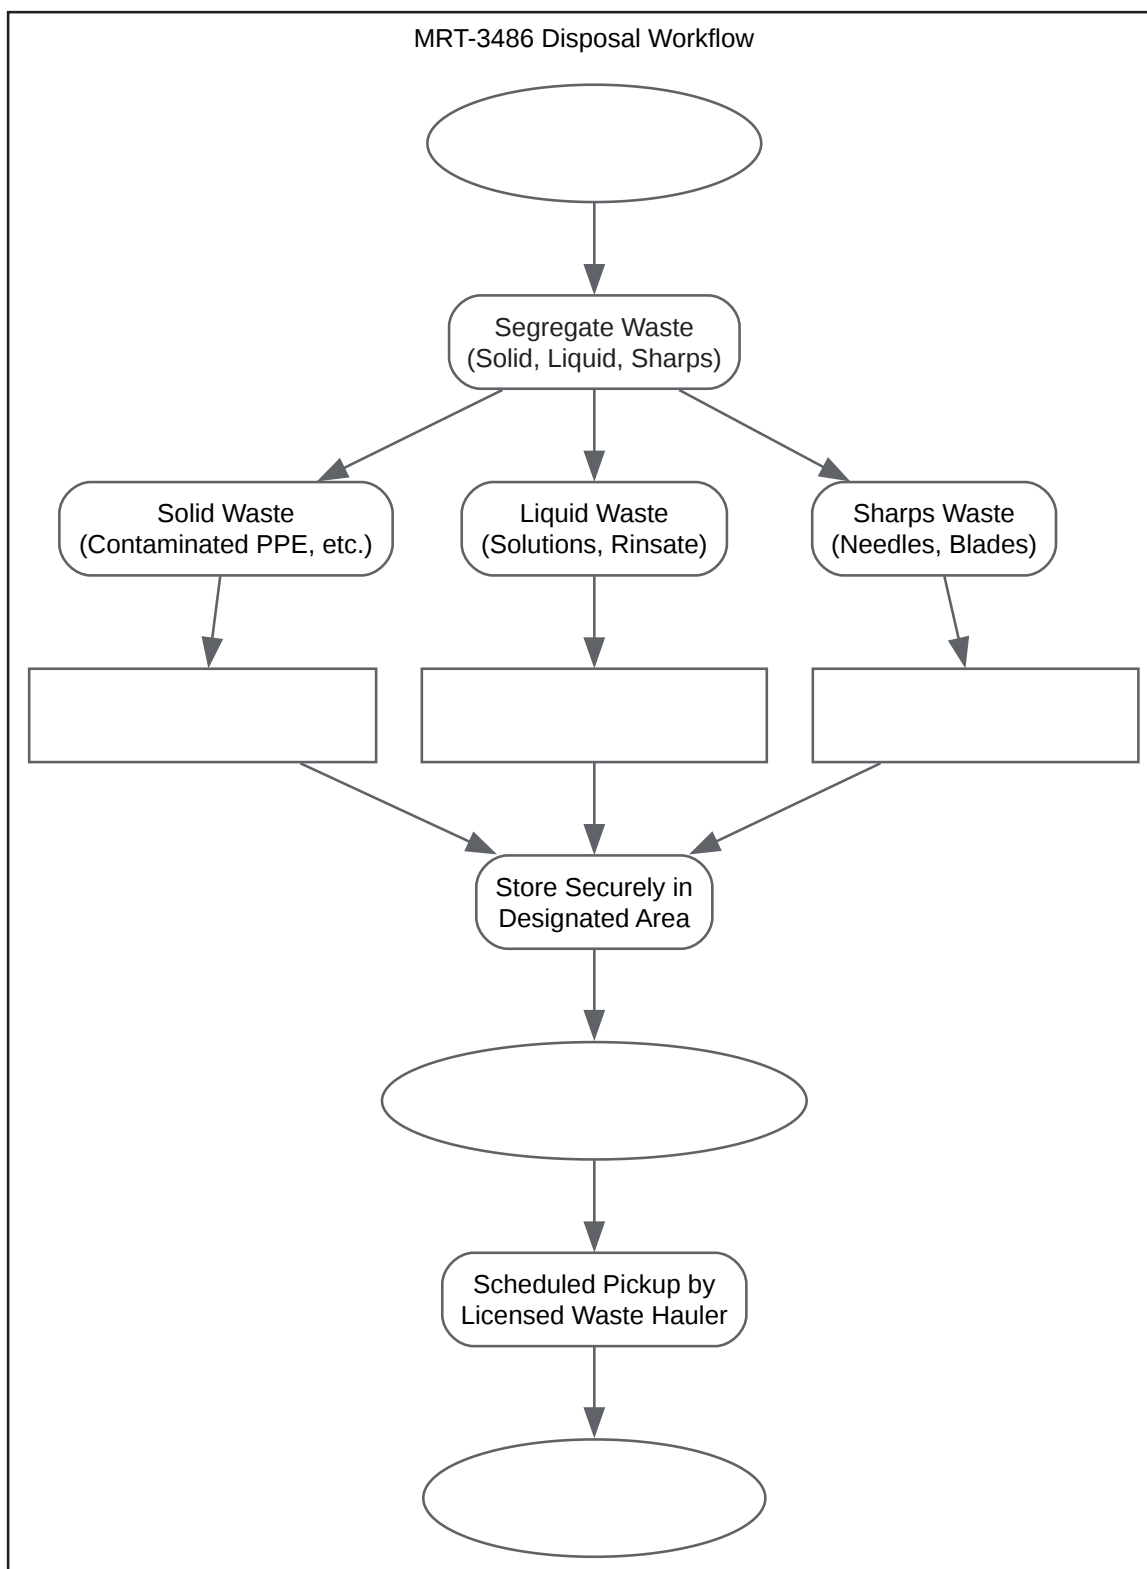 MRT-3486 Disposal Workflow
Segregate Waste
(Solid, Liquid, Sharps)
Solid Waste
(Contaminated PPE, etc.)
Liquid Waste
(Solutions, Rinsate)
Sharps Waste
(Needles, Blades)
Store Securely in
Designated Area
Scheduled Pickup by
Licensed Waste Hauler